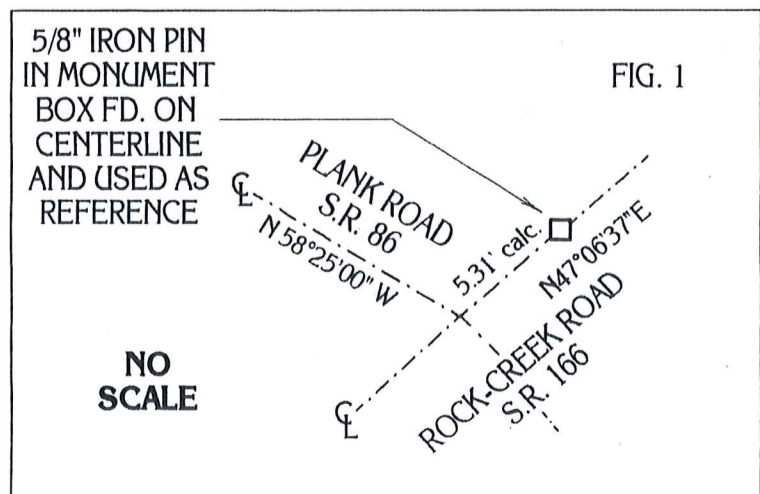 5/8" IRON PIN
IN MONUMENT
BOX FD. ON
CENTERLINE
AND USED AS
REFERENCE
FIG. 1
PLANK ROAD
S.R. 86
N 58°25'00" W
℄
5.31' calc.
N47°06'37"E
ROCK-CREEK ROAD
S.R. 166
℄
NO
SCALE